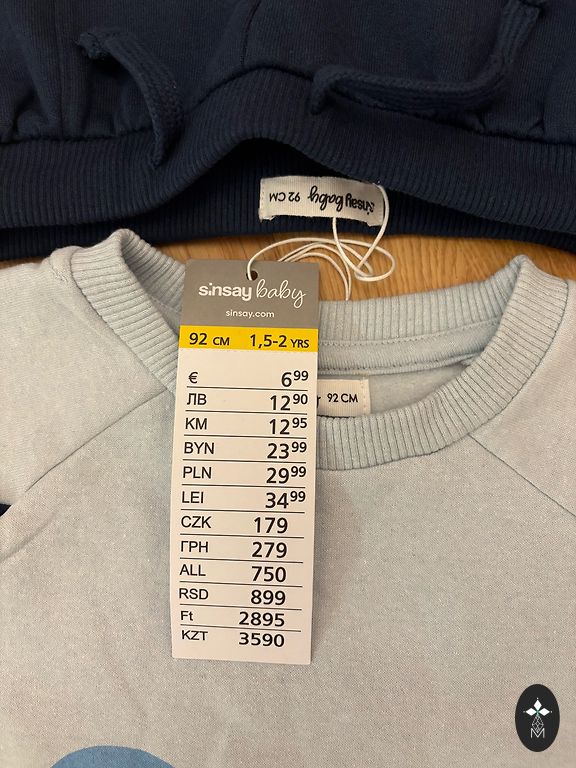 sinsay baby
92 CM
sinsay baby
sinsay.com
92 CM 1,5-2 YRS
€ 6 99
ЛВ 12 90
KM 12 95
BYN 23 99
PLN 29 99
LEI 34 99
CZK 179
ГРН 279
ALL 750
RSD 899
Ft 2895
KZT 3590
92 CM
M